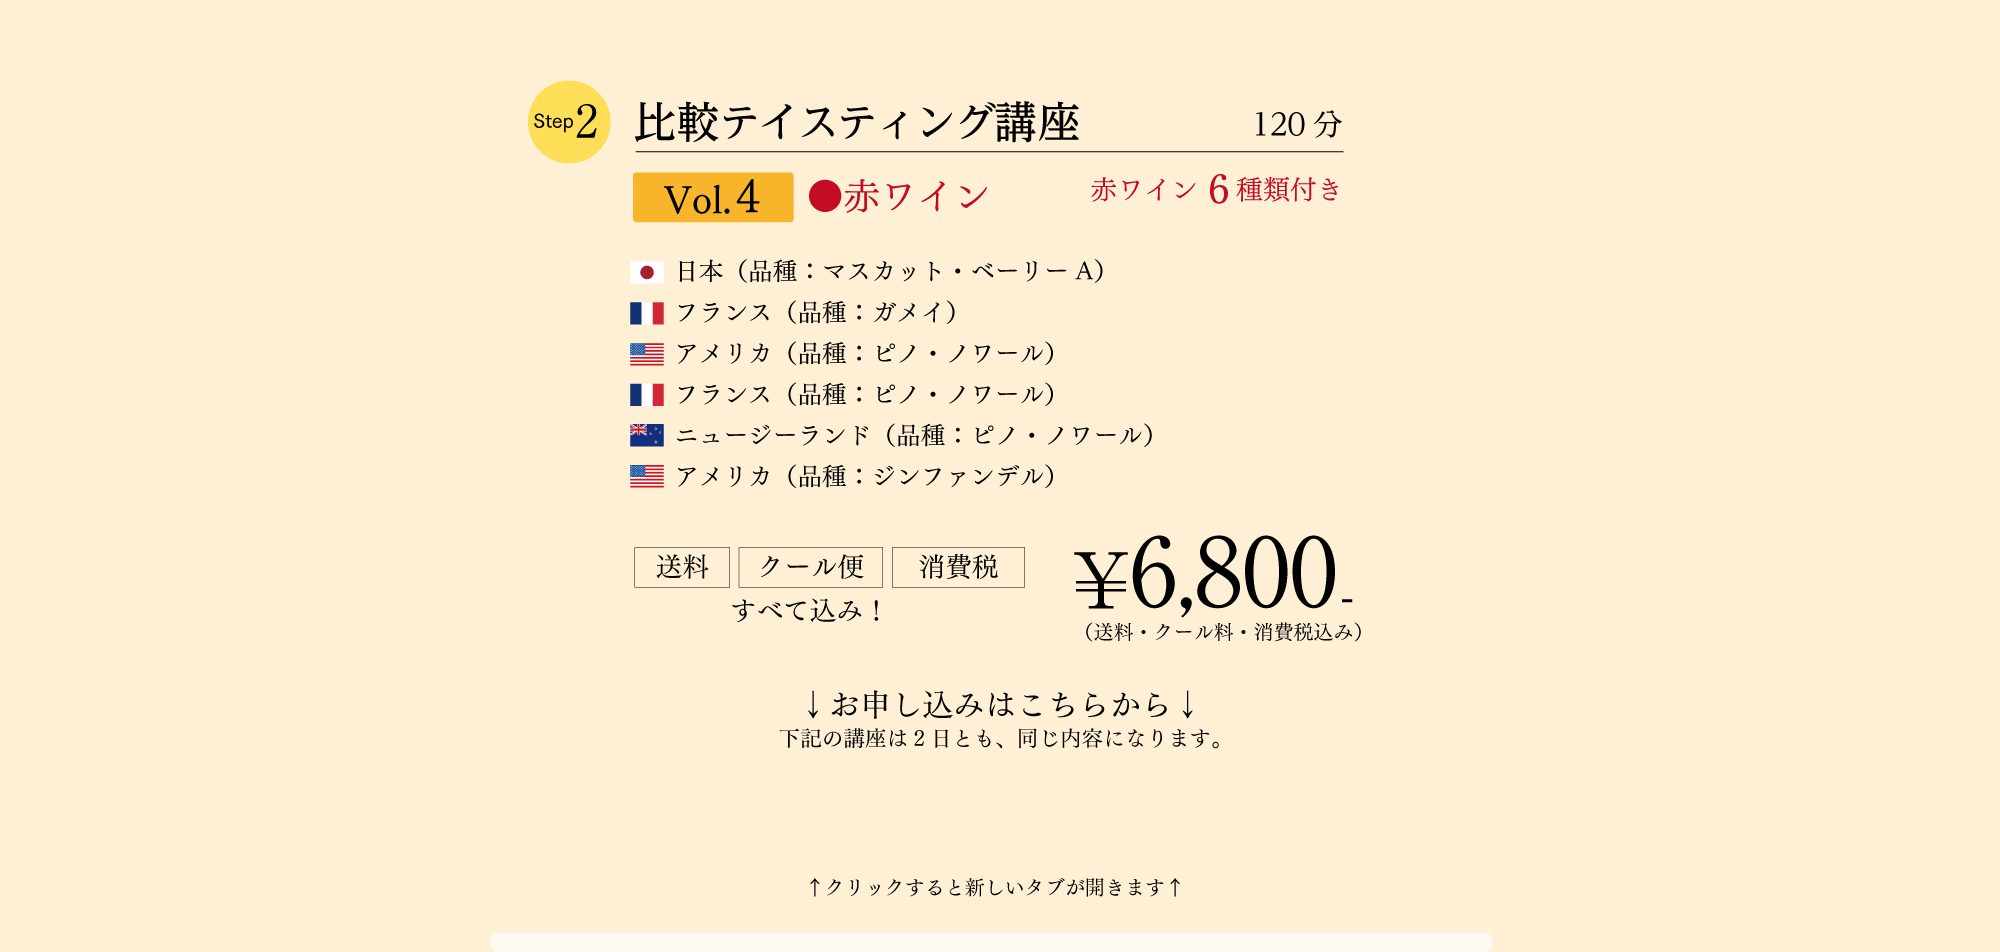 Step2 比較テイスティング講座 120分
Vol.4 ●赤ワイン 赤ワイン 6 種類付き
日本（品種：マスカット・ベーリーA）
フランス（品種：ガメイ）
アメリカ（品種：ピノ・ノワール）
フランス（品種：ピノ・ノワール）
ニュージーランド（品種：ピノ・ノワール）
アメリカ（品種：ジンファンデル）
送料 クール便 消費税 ¥6,800-
すべて込み！
（送料・クール料・消費税込み）
↓お申し込みはこちらから↓
下記の講座は2日とも、同じ内容になります。
↑クリックすると新しいタブが開きます↑